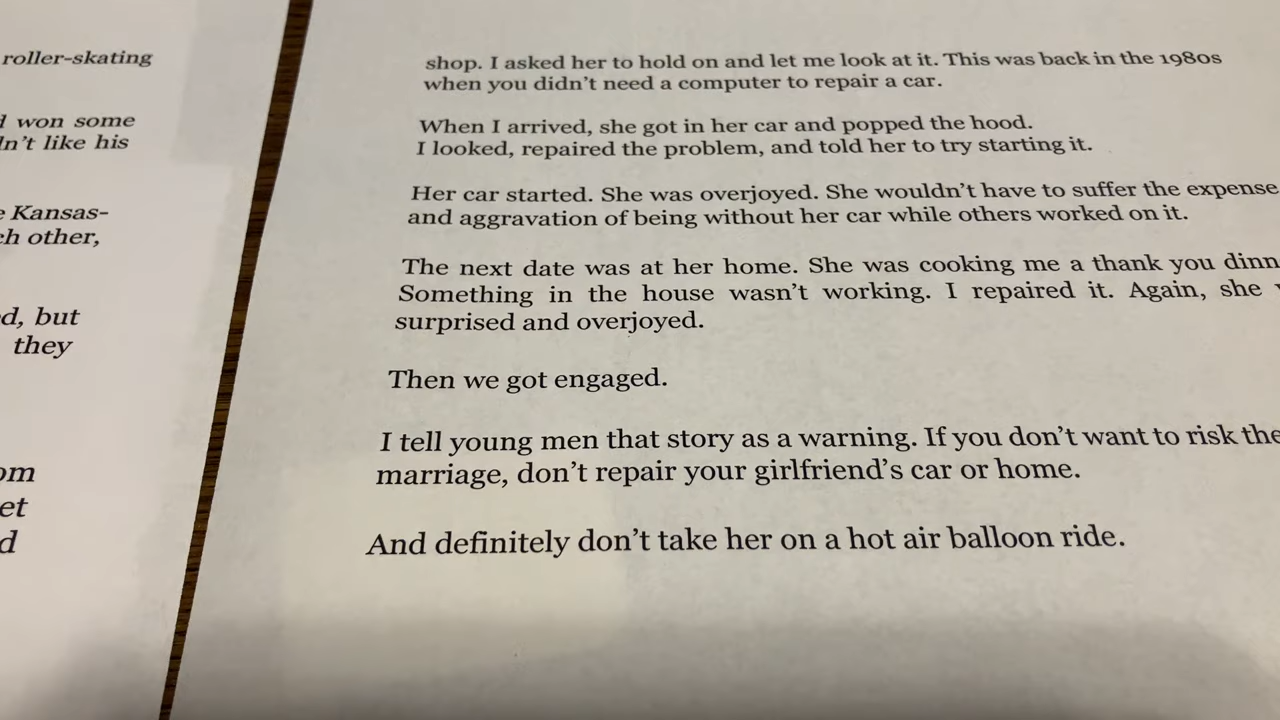 roller-skating
won some
n't like his
Kansas-
ch other,
d, but
they
om
et
d
shop. I asked her to hold on and let me look at it. This was back in the 1980s
when you didn't need a computer to repair a car.
When I arrived, she got in her car and popped the hood.
I looked, repaired the problem, and told her to try starting it.
Her car started. She was overjoyed. She wouldn't have to suffer the expense
and aggravation of being without her car while others worked on it.
The next date was at her home. She was cooking me a thank you dinn
Something in the house wasn't working. I repaired it. Again, she
surprised and overjoyed.
Then we got engaged.
I tell young men that story as a warning. If you don't want to risk the
marriage, don't repair your girlfriend's car or home.
And definitely don't take her on a hot air balloon ride.